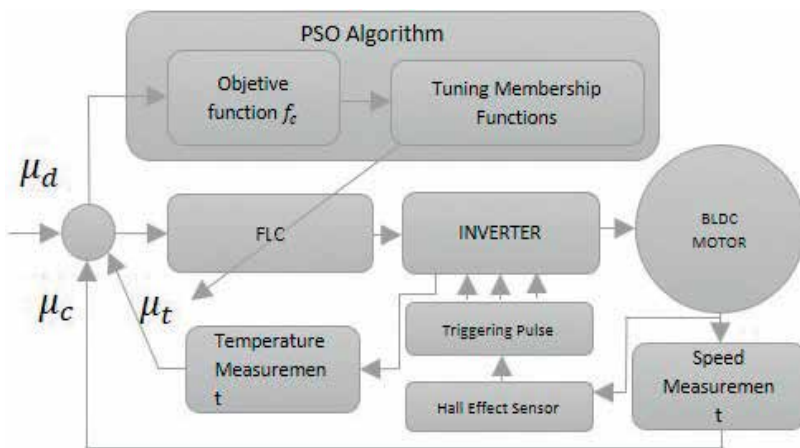 PSO Algorithm
Objetive
function f_c
Tuning Membership
Functions
μ_d
FLC
INVERTER
BLDC
MOTOR
μ_c
μ_t
Temperature
Measuremen
t
Triggering Pulse
Hall Effect Sensor
Speed
Measuremen
t